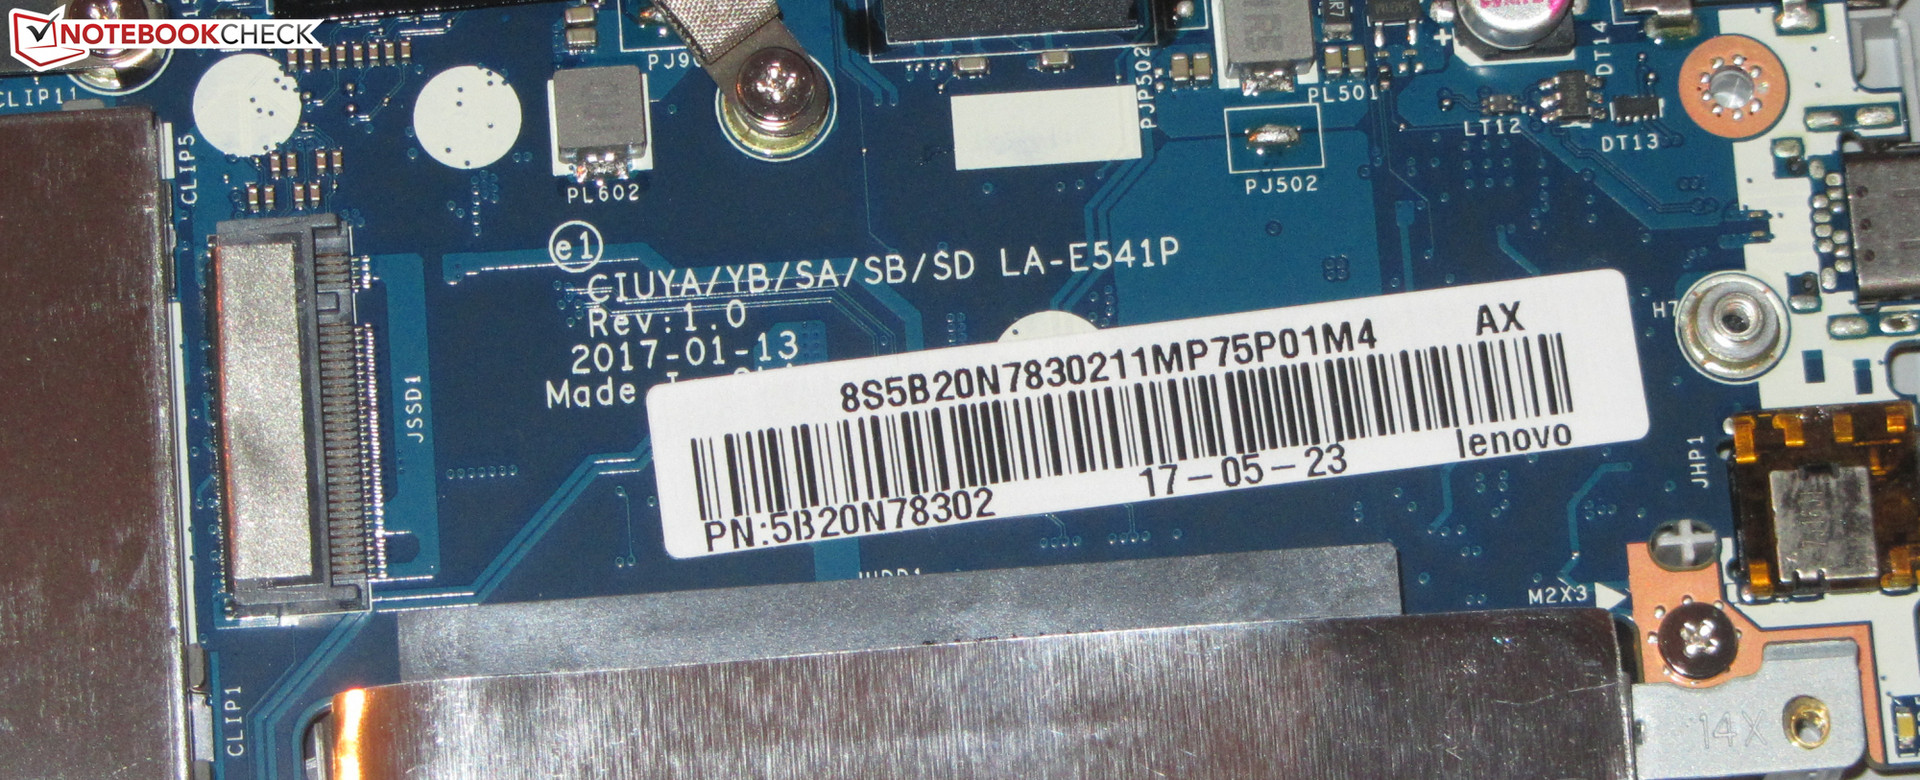 NOTEBOOKCHECK
CLIP11
CLIP5
PL602
PJP502
PL501
PJ502
DT14
LT12
DT13
e1
CIUYA/YB/SA/SB/SD LA-E541P
Rev:1.0
2017-01-13
Made
JSSD1
AX
8S5B20N7830211MP75P01M4
lenovo
17-05-23
PN:5B20N78302
H7
JHP1
M2X3
CLIP1
14X